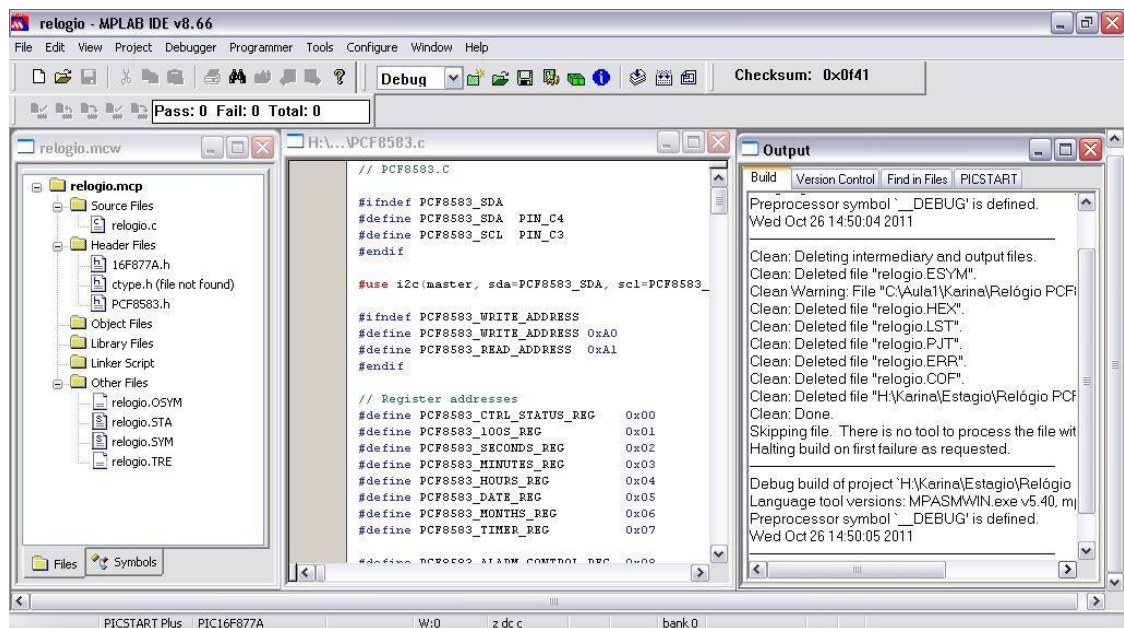 relogio - MPLAB IDE v8.66
File Edit View Project Debugger Programmer Tools Configure Window Help
Debug
Checksum: 0x0f41
Pass: 0 Fail: 0 Total: 0
relogio.mcw
relogio.mcp
Source Files
relogio.c
Header Files
16F877A.h
ctype.h (file not found)
PCF8583.h
Object Files
Library Files
Linker Script
Other Files
relogio.OSYM
relogio.STA
relogio.SYM
relogio.TRE
Files Symbols
H:\...\PCF8583.c
// PCF8583.C
#ifndef PCF8583_SDA
#define PCF8583_SDA PIN_C4
#define PCF8583_SCL PIN_C3
#endif
#use i2c(master, sda=PCF8583_SDA, scl=PCF8583_
#ifndef PCF8583_WRITE_ADDRESS
#define PCF8583_WRITE_ADDRESS 0xA0
#define PCF8583_READ_ADDRESS 0xA1
#endif
// Register addresses
#define PCF8583_CTRL_STATUS_REG 0x00
#define PCF8583_100S_REG 0x01
#define PCF8583_SECONDS_REG 0x02
#define PCF8583_MINUTES_REG 0x03
#define PCF8583_HOURS_REG 0x04
#define PCF8583_DATE_REG 0x05
#define PCF8583_MONTHS_REG 0x06
#define PCF8583_TIMER_REG 0x07
#define PCF8583_ALARM_CONTROL_REG 0x08
Output
Build Version Control Find in Files PICSTART
Preprocessor symbol `__DEBUG' is defined.
Wed Oct 26 14:50:04 2011
Clean: Deleting intermediary and output files.
Clean: Deleted file "relogio.ESYM".
Clean Warning: File "C:\Aula1\Karina\Relógio PCF8
Clean: Deleted file "relogio.HEX".
Clean: Deleted file "relogio.LST".
Clean: Deleted file "relogio.PJT".
Clean: Deleted file "relogio.ERR".
Clean: Deleted file "relogio.COF".
Clean: Deleted file "H:\Karina\Estagio\Relógio PCF
Clean: Done.
Skipping file. There is no tool to process the file wit
Halting build on first failure as requested.
Debug build of project `H:\Karina\Estagio\Relógio
Language tool versions: MPASMWIN.exe v5.40, mp
Preprocessor symbol `__DEBUG' is defined.
Wed Oct 26 14:50:05 2011
PICSTART Plus PIC16F877A W:0 z dc c bank 0